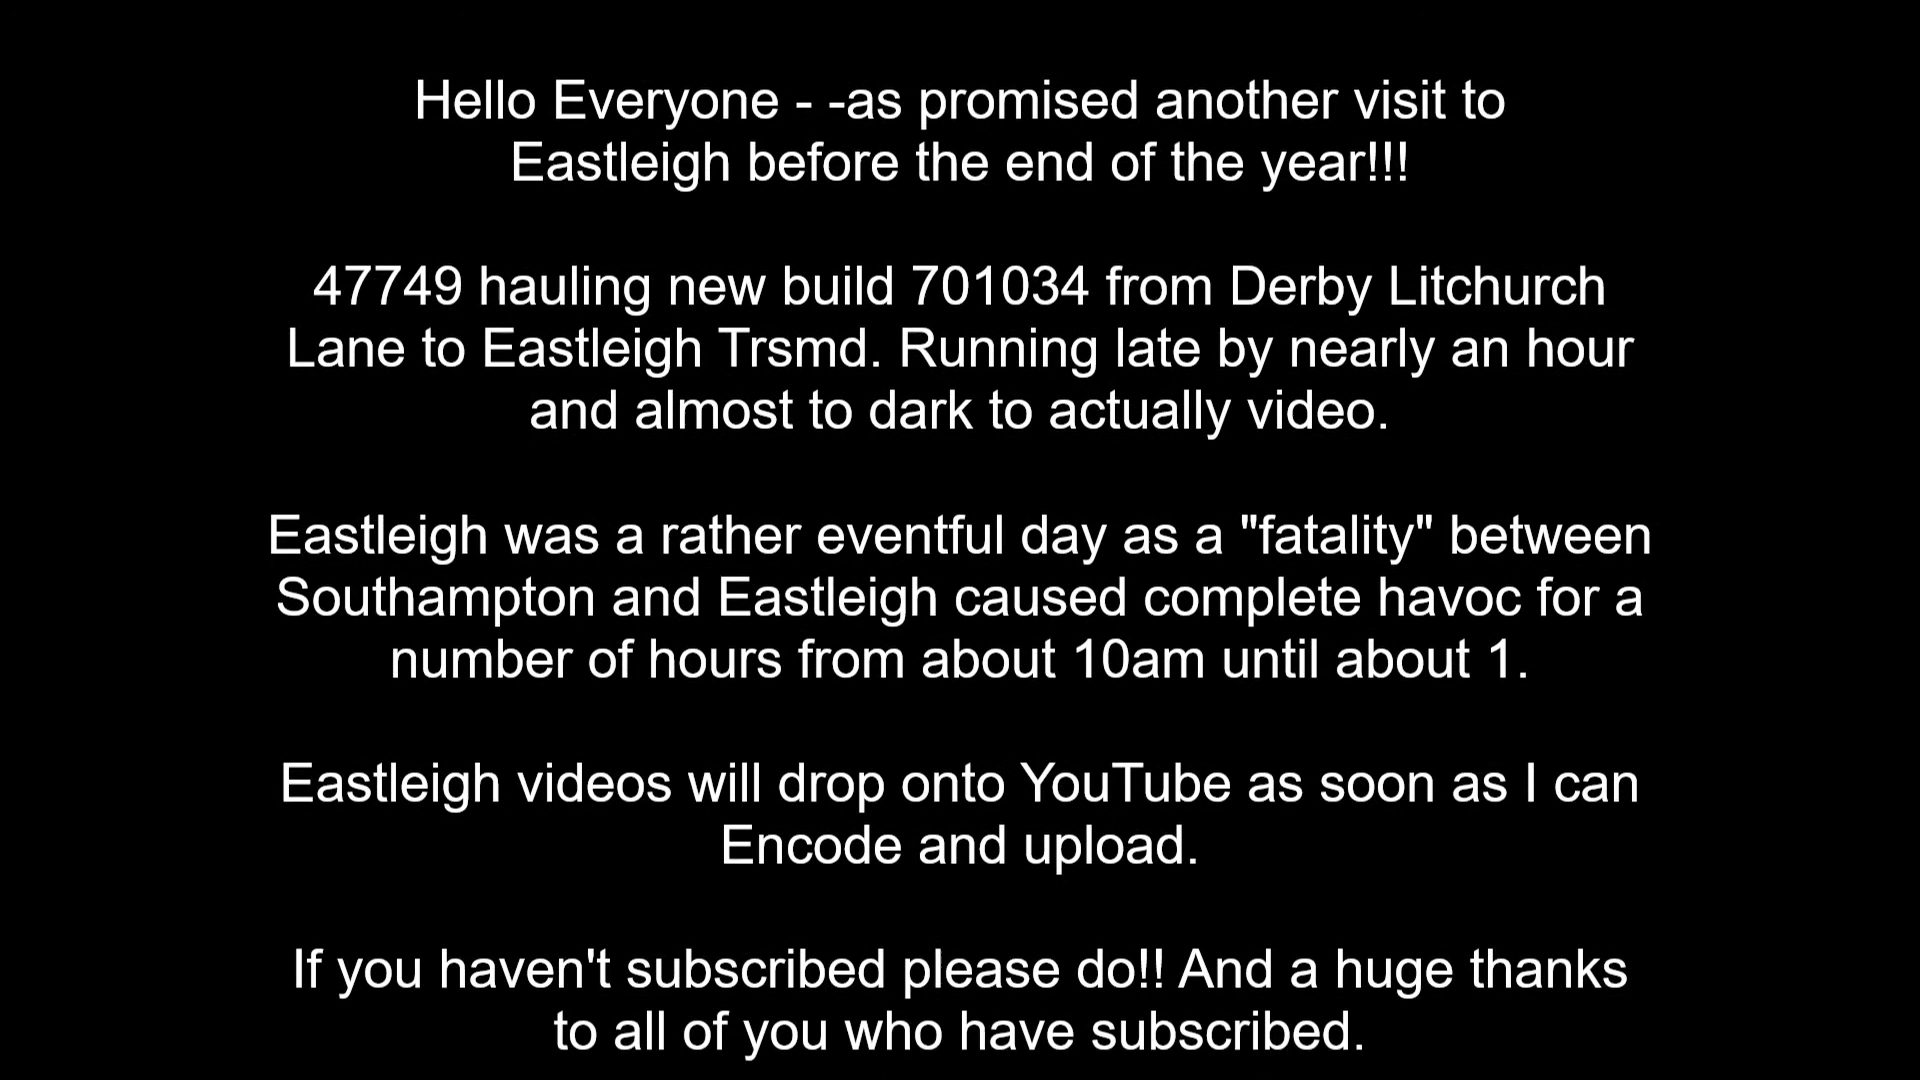 Hello Everyone - -as promised another visit to
Eastleigh before the end of the year!!!
47749 hauling new build 701034 from Derby Litchurch
Lane to Eastleigh Trsmd. Running late by nearly an hour
and almost to dark to actually video.
Eastleigh was a rather eventful day as a "fatality" between
Southampton and Eastleigh caused complete havoc for a
number of hours from about 10am until about 1.
Eastleigh videos will drop onto YouTube as soon as I can
Encode and upload.
If you haven't subscribed please do!! And a huge thanks
to all of you who have subscribed.